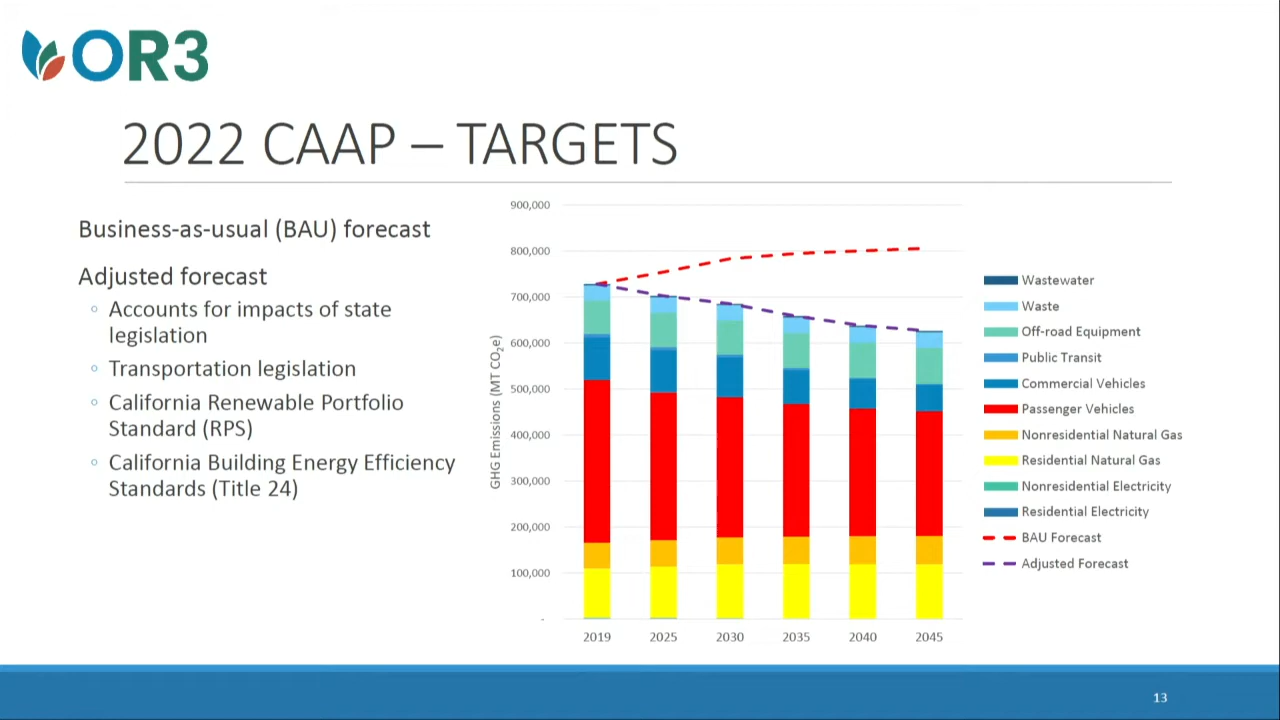 OR3
2022 CAAP – TARGETS
Business-as-usual (BAU) forecast
Adjusted forecast
◦ Accounts for impacts of state
legislation
◦ Transportation legislation
◦ California Renewable Portfolio
Standard (RPS)
◦ California Building Energy Efficiency
Standards (Title 24)
GHG Emissions (MT CO₂e)
900,000
800,000
700,000
600,000
500,000
400,000
300,000
200,000
100,000
-
2019 2025 2030 2035 2040 2045
Wastewater
Waste
Off-road Equipment
Public Transit
Commercial Vehicles
Passenger Vehicles
Nonresidential Natural Gas
Residential Natural Gas
Nonresidential Electricity
Residential Electricity
BAU Forecast
Adjusted Forecast
13